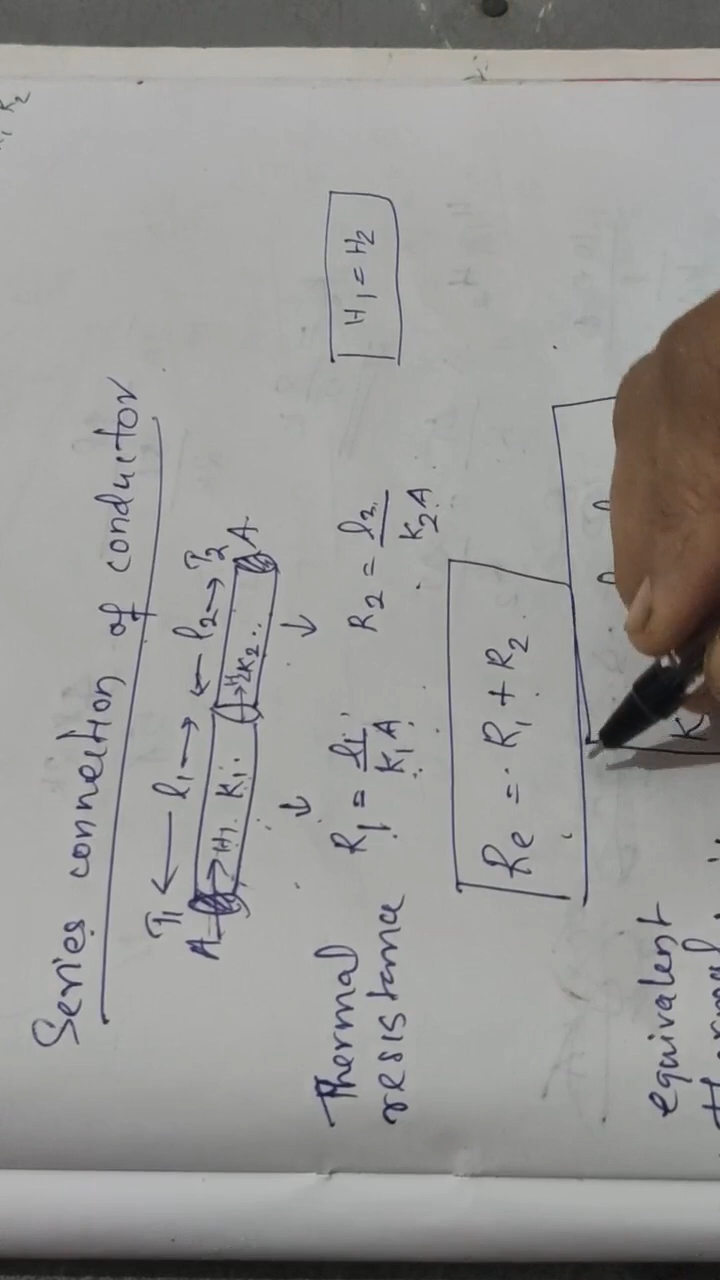 Series connection of conductor
T₁ ← l₁ → ← l₂ → T₂
A → H₁ K₁ → H₂ K₂ A
↓ ↓
Thermal resistance R₁ = l₁/K₁A R₂ = l₂/K₂A
H₁ = H₂
Re = R₁ + R₂
equivalent
K